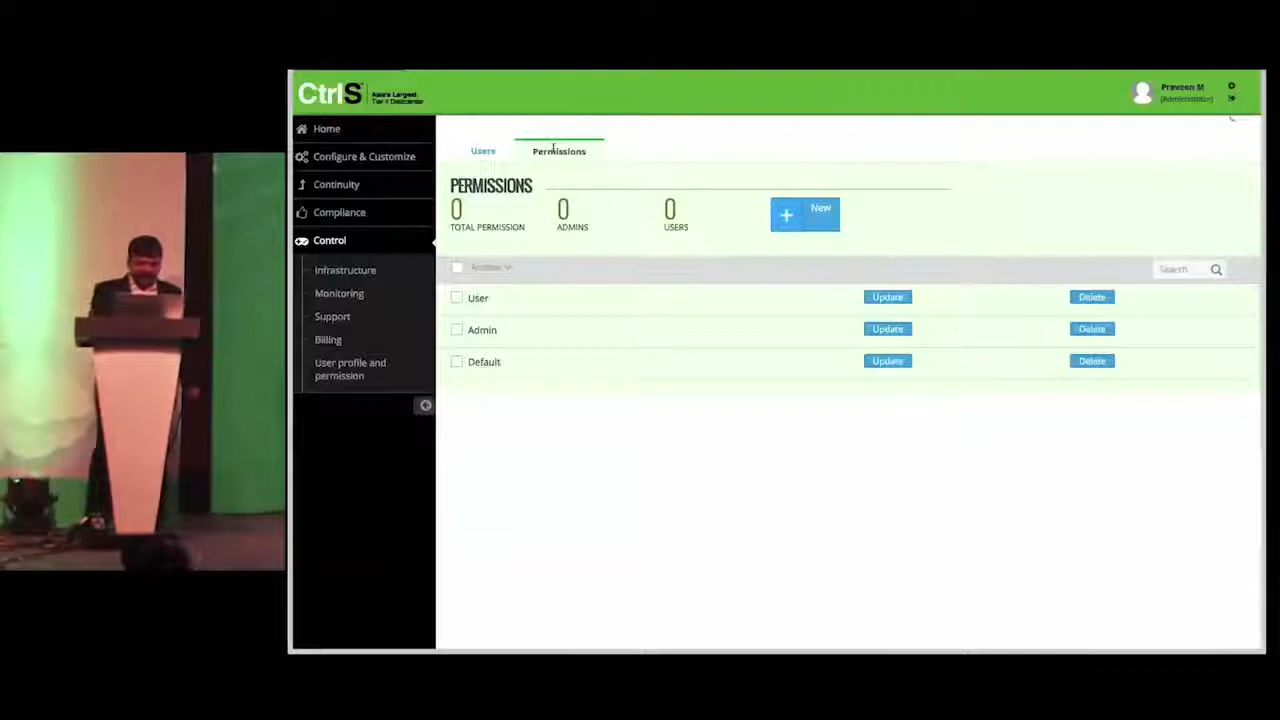 CtrlS
Asia's Largest
Tier 4 Datacenter
Praveen M
(Administrator)
Home
Configure & Customize
Continuity
Compliance
Control
Infrastructure
Monitoring
Support
Billing
User profile and
permission
Users
Permissions
PERMISSIONS
0
TOTAL PERMISSION
0
ADMINS
0
USERS
New
Search
User
Update
Delete
Admin
Update
Delete
Default
Update
Delete